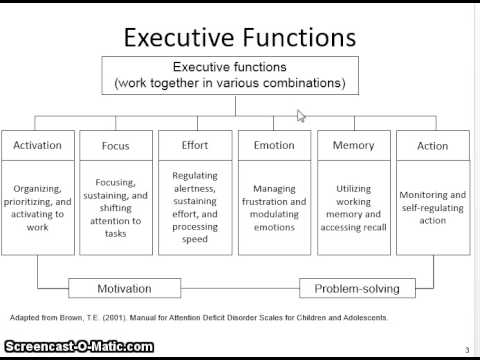 Executive Functions
Executive functions
(work together in various combinations)
Activation
Organizing,
prioritizing, and
activating to
work
Focus
Focusing,
sustaining, and
shifting
attention to
tasks
Effort
Regulating
alertness,
sustaining
effort, and
processing
speed
Emotion
Managing
frustration and
modulating
emotions
Memory
Utilizing
working
memory and
accessing recall
Action
Monitoring and
self-regulating
action
Motivation
Problem-solving
Adapted from Brown, T.E. (2001). Manual for Attention Deficit Disorder Scales for Children and Adolescents.
Screencast-O-Matic.com
3